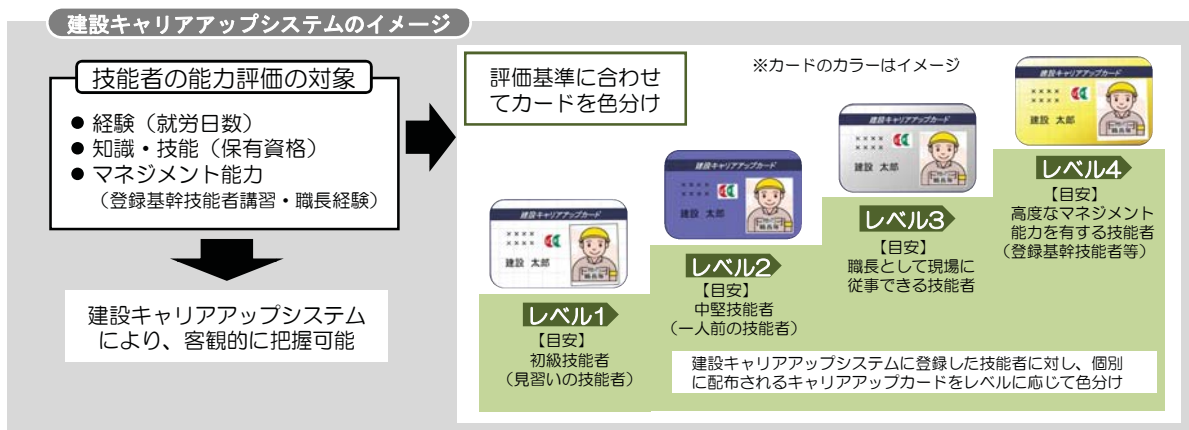 建設キャリアアップシステムのイメージ
技能者の能力評価の対象
● 経験（就労日数）
● 知識・技能（保有資格）
● マネジメント能力
（登録基幹技能者講習・職長経験）
建設キャリアアップシステム
により、客観的に把握可能
評価基準に合わせ
てカードを色分け
※カードのカラーはイメージ
建設キャリアアップカード
××××
××××
建設 太郎
レベル1
【目安】
初級技能者
（見習いの技能者）
建設キャリアアップカード
××××
××××
建設 太郎
レベル2
【目安】
中堅技能者
（一人前の技能者）
建設キャリアアップカード
××××
××××
建設 太郎
レベル3
【目安】
職長として現場に
従事できる技能者
建設キャリアアップカード
××××
××××
建設 太郎
レベル4
【目安】
高度なマネジメント
能力を有する技能者
（登録基幹技能者等）
建設キャリアアップシステムに登録した技能者に対し、個別
に配布されるキャリアアップカードをレベルに応じて色分け